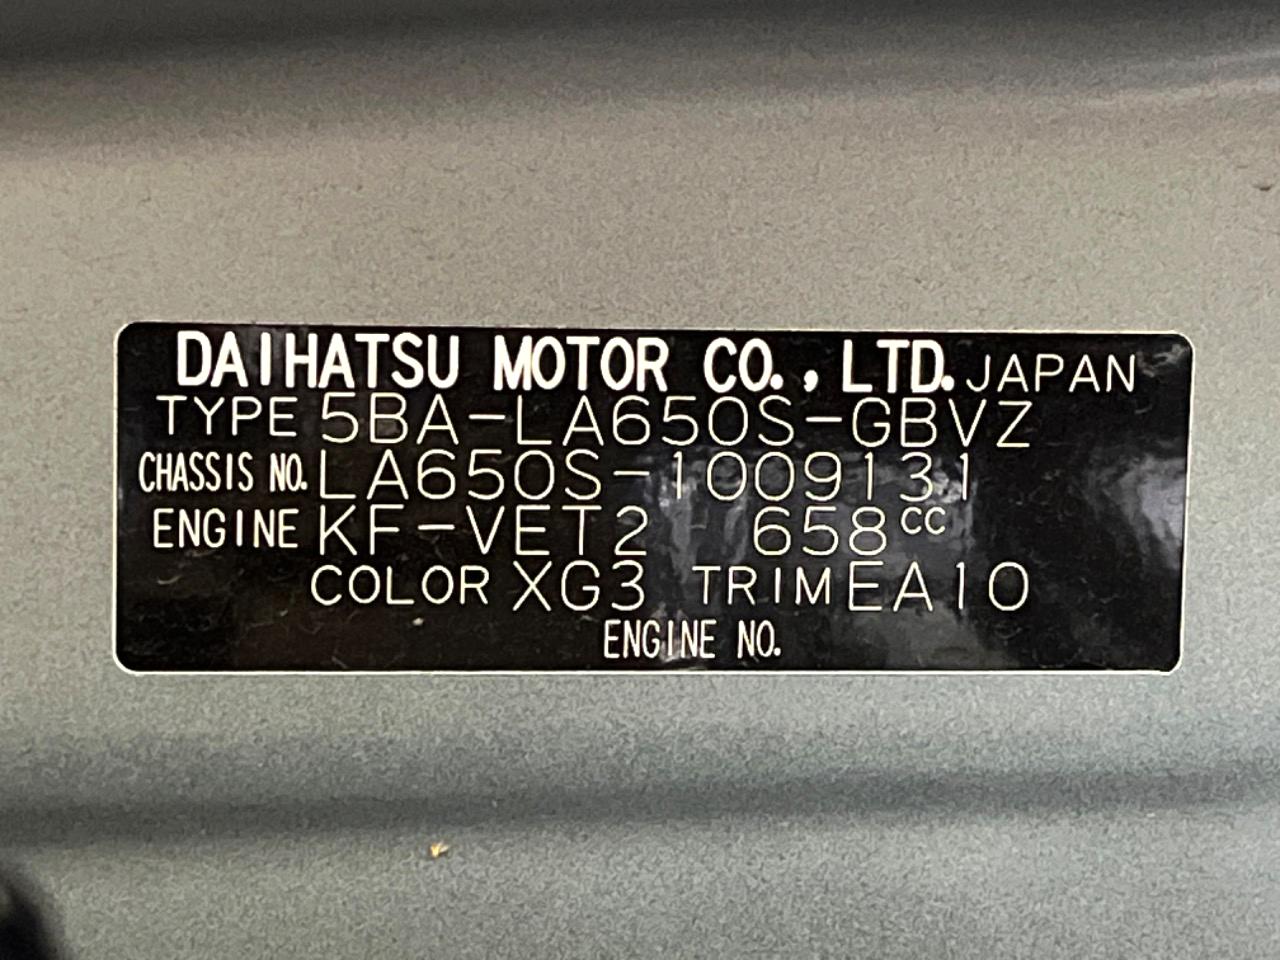 DAIHATSU MOTOR CO., LTD. JAPAN
TYPE 5BA-LA650S-GBVZ
CHASSIS NO. LA650S-1009131
ENGINE KF-VET2 658cc
COLOR XG3 TRIM EA10
ENGINE NO.